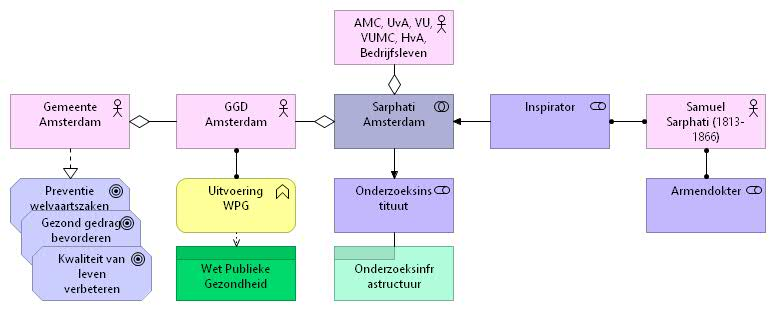 AMC, UvA, VU,
VUMC, HvA,
Bedrijfsleven
Gemeente
Amsterdam
GGD
Amsterdam
Sarphati
Amsterdam
Inspirator
Samuel
Sarphati (1813-
1866)
Preventie
welvaartszaken
Gezond gedrag
bevorderen
Kwaliteit van
leven
verbeteren
Uitvoering
WPG
Onderzoeksins
tituut
Armendokter
Wet Publieke
Gezondheid
Onderzoeksinfr
astructuur